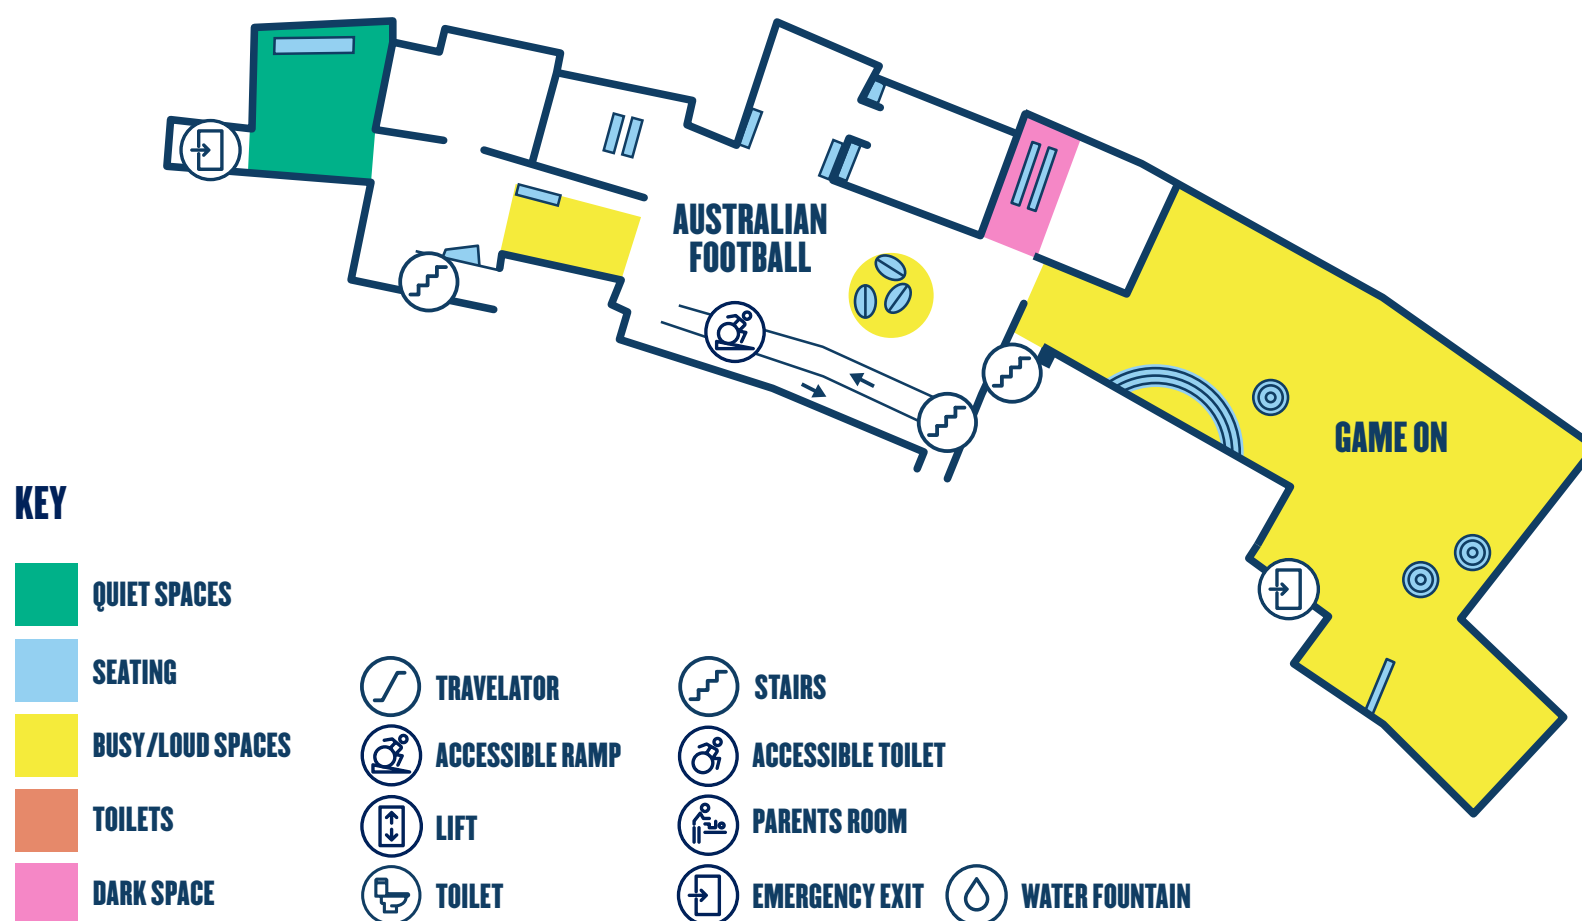 AUSTRALIAN
FOOTBALL
GAME ON
KEY
QUIET SPACES
SEATING
BUSY/LOUD SPACES
TOILETS
DARK SPACE
TRAVELATOR
ACCESSIBLE RAMP
LIFT
TOILET
STAIRS
ACCESSIBLE TOILET
PARENTS ROOM
EMERGENCY EXIT
WATER FOUNTAIN